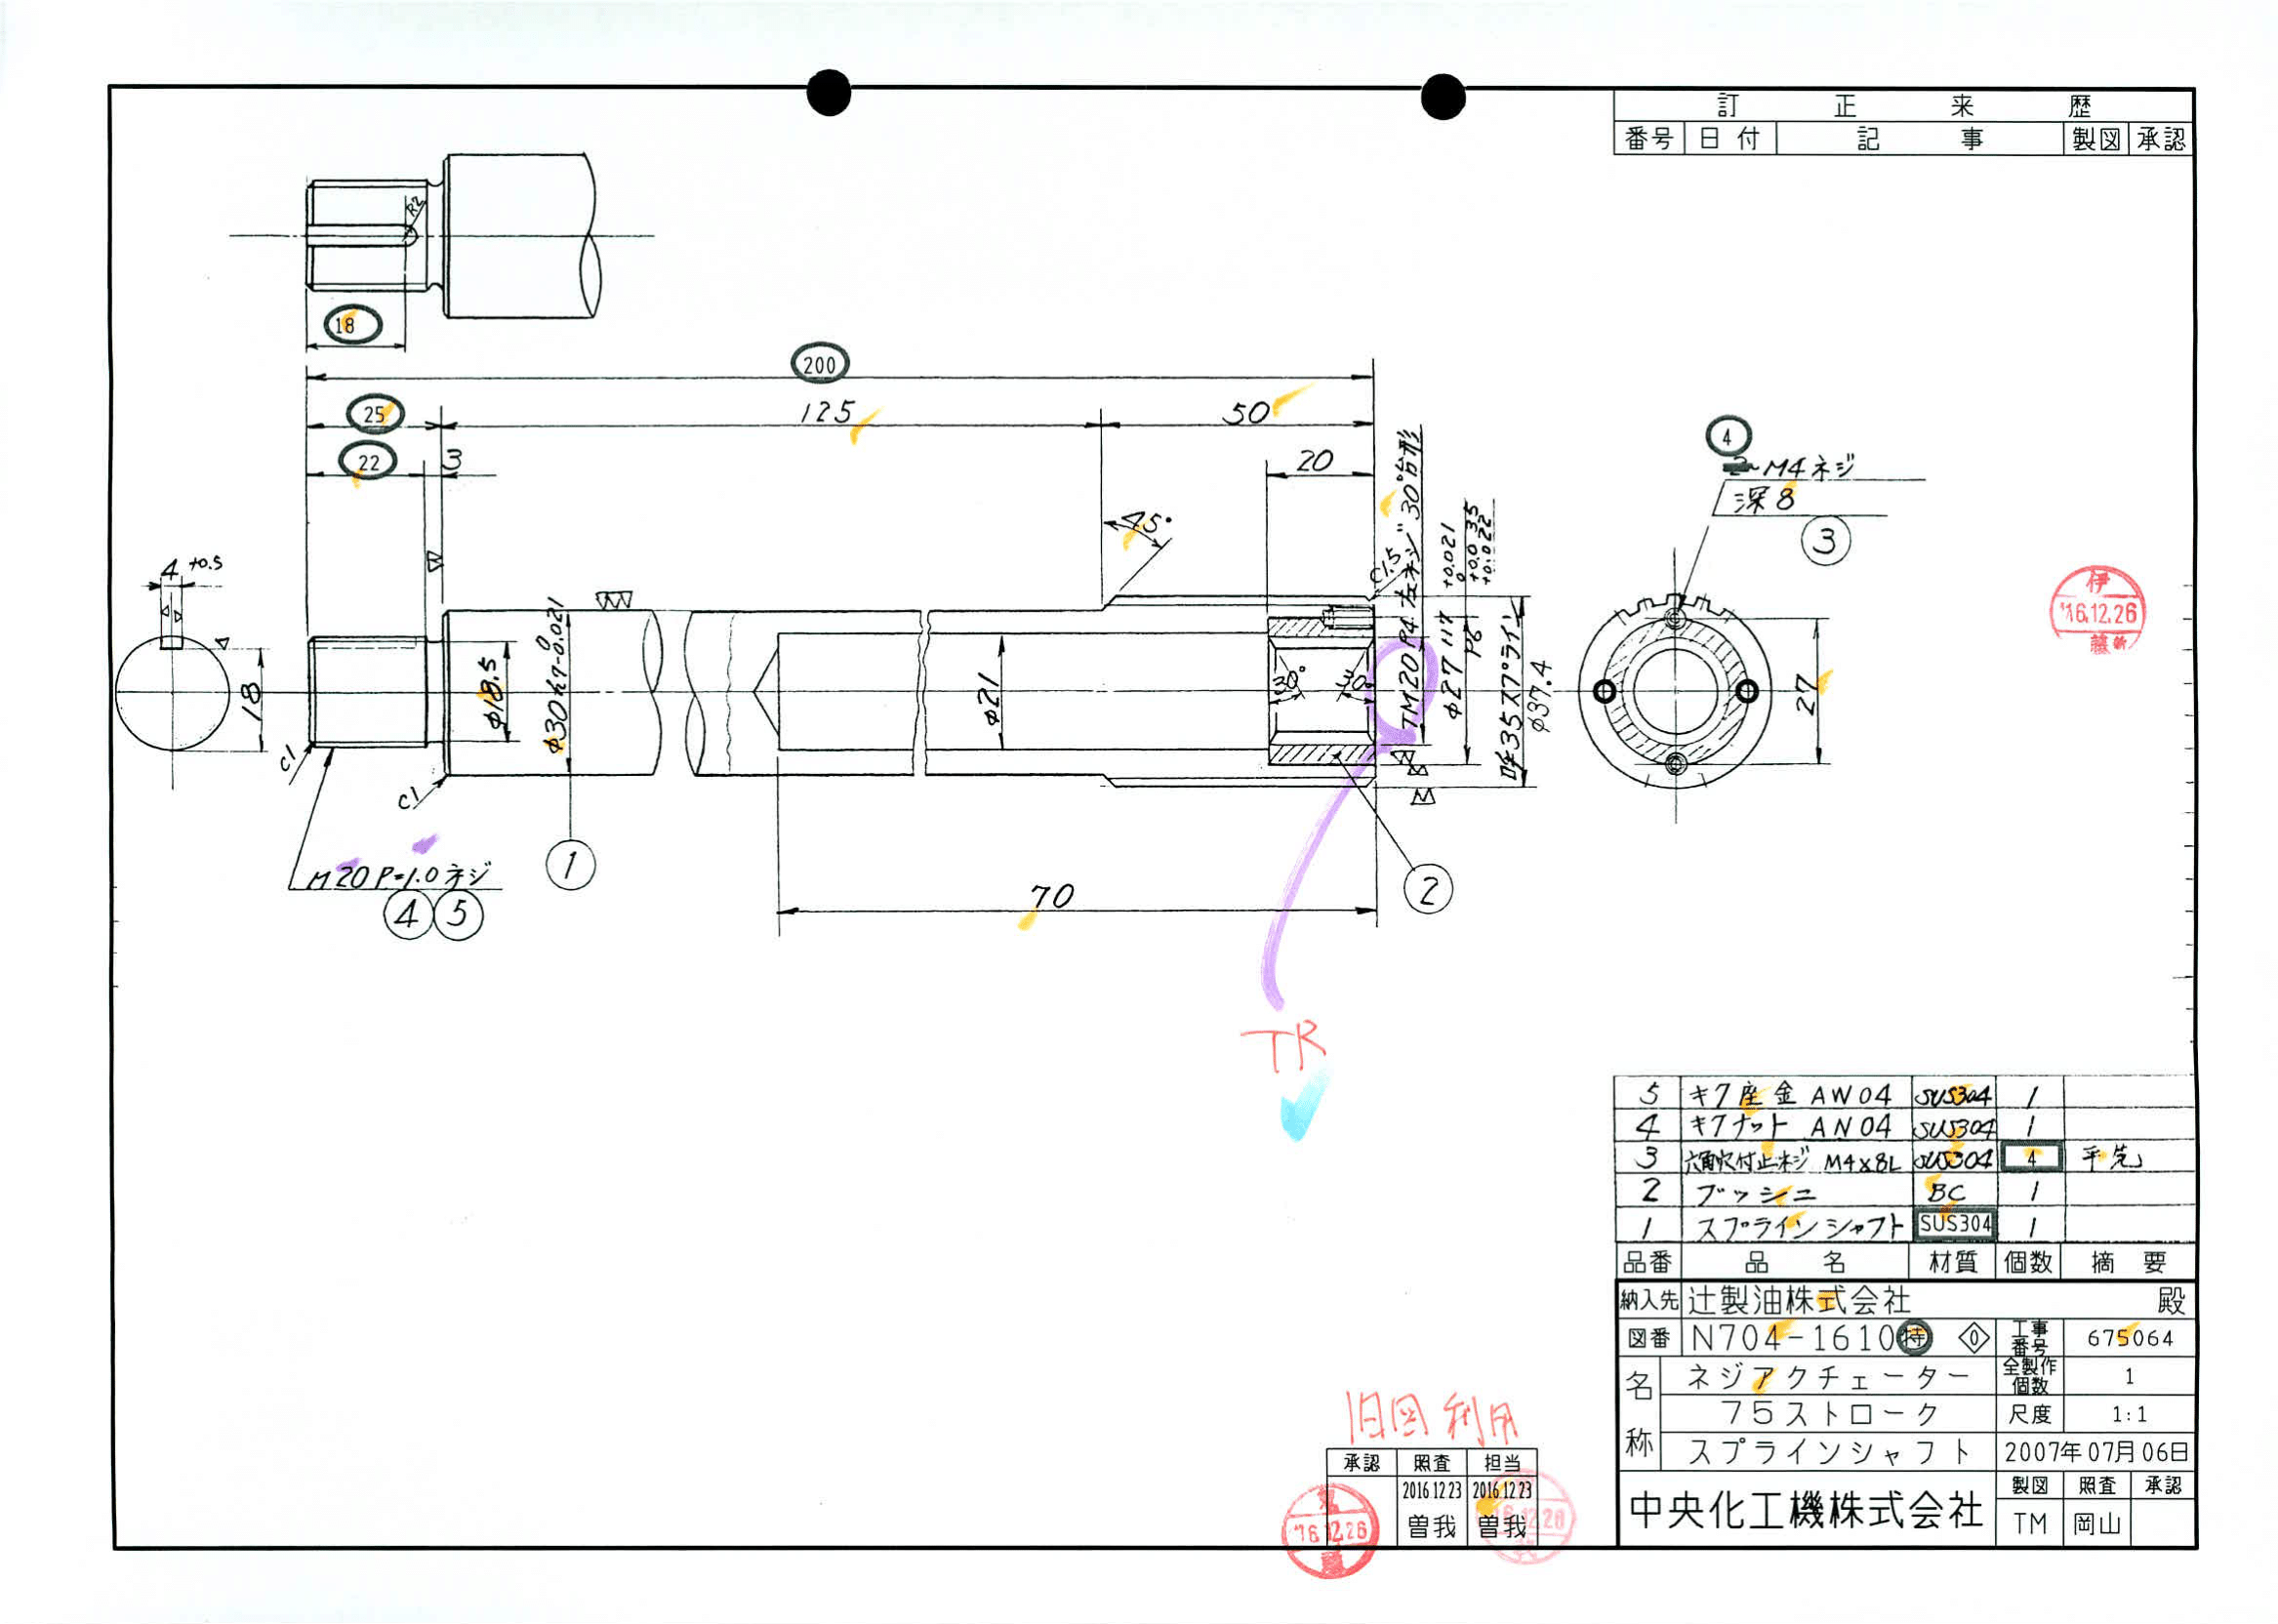 訂正来歴
番号 日付 記事 製図 承認
R2
18
200
25 125 50
22 3 20
4
2-M4ネジ
深8
3
45°
4 +0.5
18
C1
C1
φ18.5
φ30h7 0 -0.021
φ21
30° 30°
C1.5
TM20 P4 左ネジ "30°台形
φ27 H7 +0.021 0
P6 +0.035 +0.022
呼35スプライン
φ37.4
27
伊
'16.12.26
藤
M20 P=1.0ネジ
4 5
1
2
70
TR
5 キク座金 AW04 SUS304 1
4 キクナット AN04 SUS304 1
3 六角穴付止ネジ M4×8L SUS304 4 平先
2 ブッシュ BC 1
1 スプラインシャフト SUS304 1
品番 品名 材質 個数 摘要
納入先 辻製油株式会社 殿
図番 N704-1610特 0 工事番号 675064
名称 ネジアクチェーター 全製作個数 1
75ストローク 尺度 1:1
スプラインシャフト 2007年07月06日
中央化工機株式会社 製図 照査 承認
TM 岡山
旧図利用
承認 照査 担当
2016.12.23 2016.12.23
曽我 曽我
'16.12.26